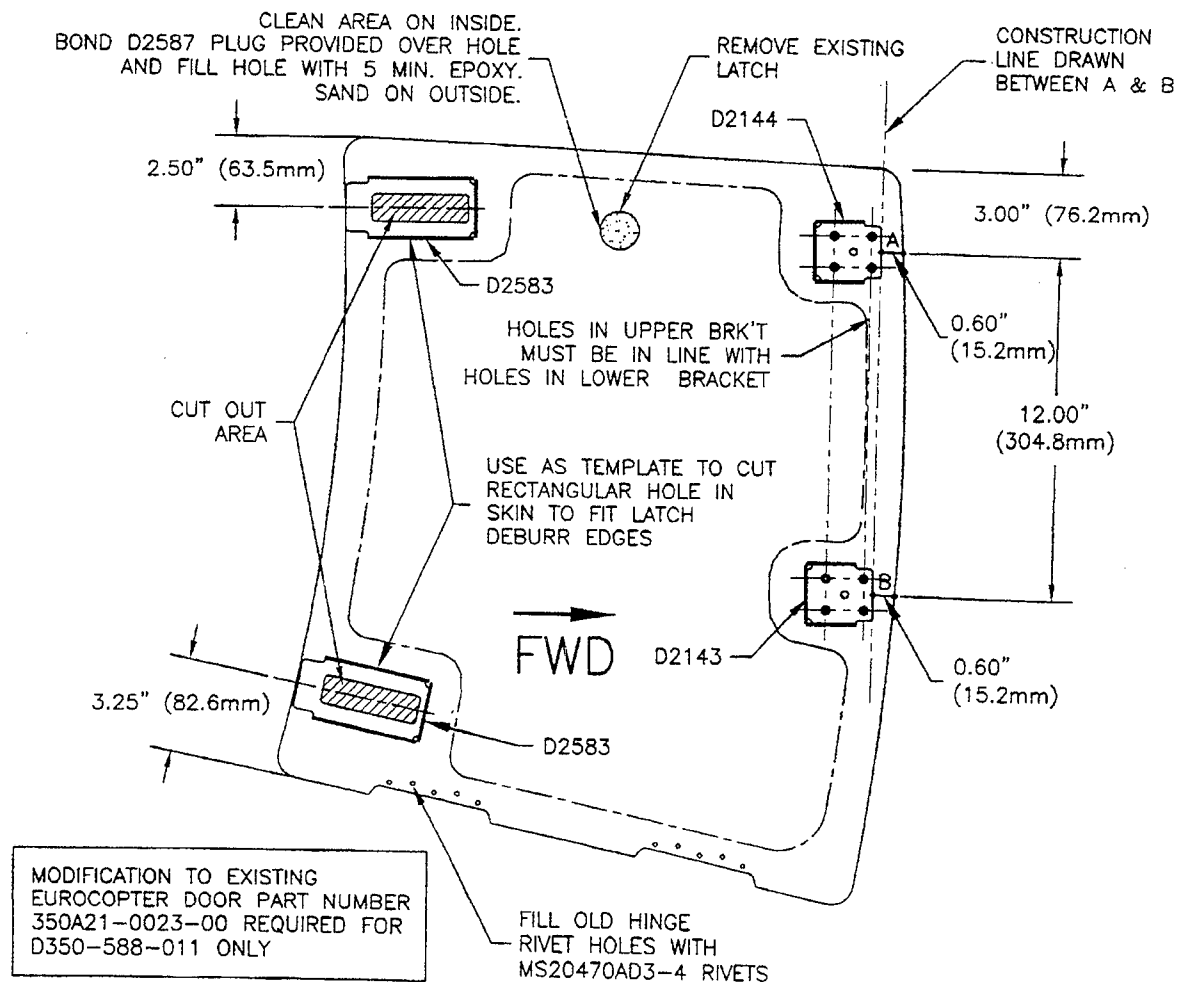 CLEAN AREA ON INSIDE.
BOND D2587 PLUG PROVIDED OVER HOLE
AND FILL HOLE WITH 5 MIN. EPOXY.
SAND ON OUTSIDE.
REMOVE EXISTING
LATCH
CONSTRUCTION
LINE DRAWN
BETWEEN A & B
D2144
2.50" (63.5mm)
3.00" (76.2mm)
A
D2583
HOLES IN UPPER BRK'T
MUST BE IN LINE WITH
HOLES IN LOWER BRACKET
0.60"
(15.2mm)
CUT OUT
AREA
12.00"
(304.8mm)
USE AS TEMPLATE TO CUT
RECTANGULAR HOLE IN
SKIN TO FIT LATCH
DEBURR EDGES
B
FWD
D2143
0.60"
(15.2mm)
3.25" (82.6mm)
D2583
MODIFICATION TO EXISTING
EUROCOPTER DOOR PART NUMBER
350A21-0023-00 REQUIRED FOR
D350-588-011 ONLY
FILL OLD HINGE
RIVET HOLES WITH
MS20470AD3-4 RIVETS